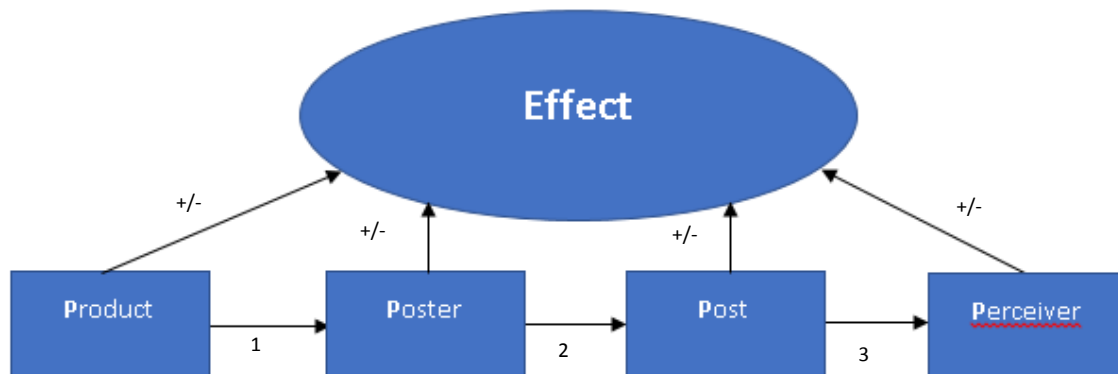 Effect
+/-
+/-
+/-
+/-
Product
Poster
Post
Perceiver
1
2
3